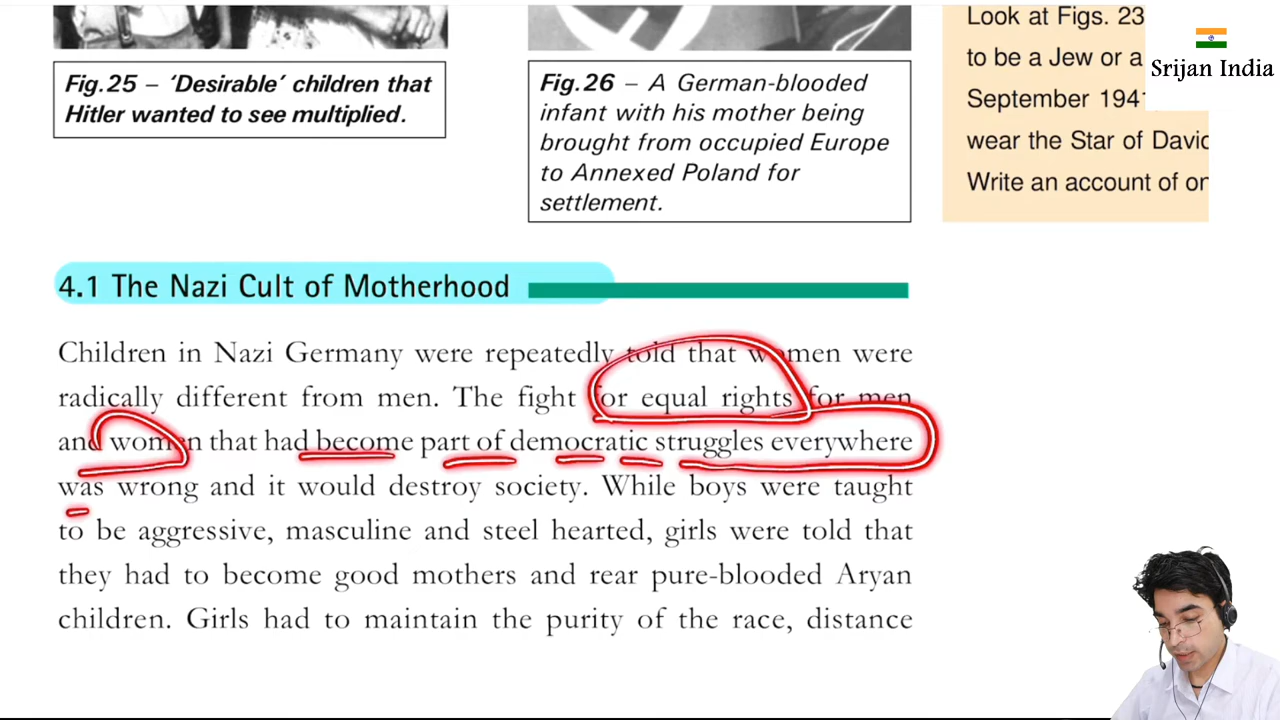 Look at Figs. 23
to be a Jew or a
September 194
wear the Star of
Write an account of
Srijan India
Fig.25 – ‘Desirable’ children that
Hitler wanted to see multiplied.
Fig.26 – A German-blooded
infant with his mother being
brought from occupied Europe
to Annexed Poland for
settlement.
4.1 The Nazi Cult of Motherhood
Children in Nazi Germany were repeatedly told that women were
radically different from men. The fight for equal rights for men
and women that had become part of democratic struggles everywhere
was wrong and it would destroy society. While boys were taught
to be aggressive, masculine and steel hearted, girls were told that
they had to become good mothers and rear pure-blooded Aryan
children. Girls had to maintain the purity of the race, distance